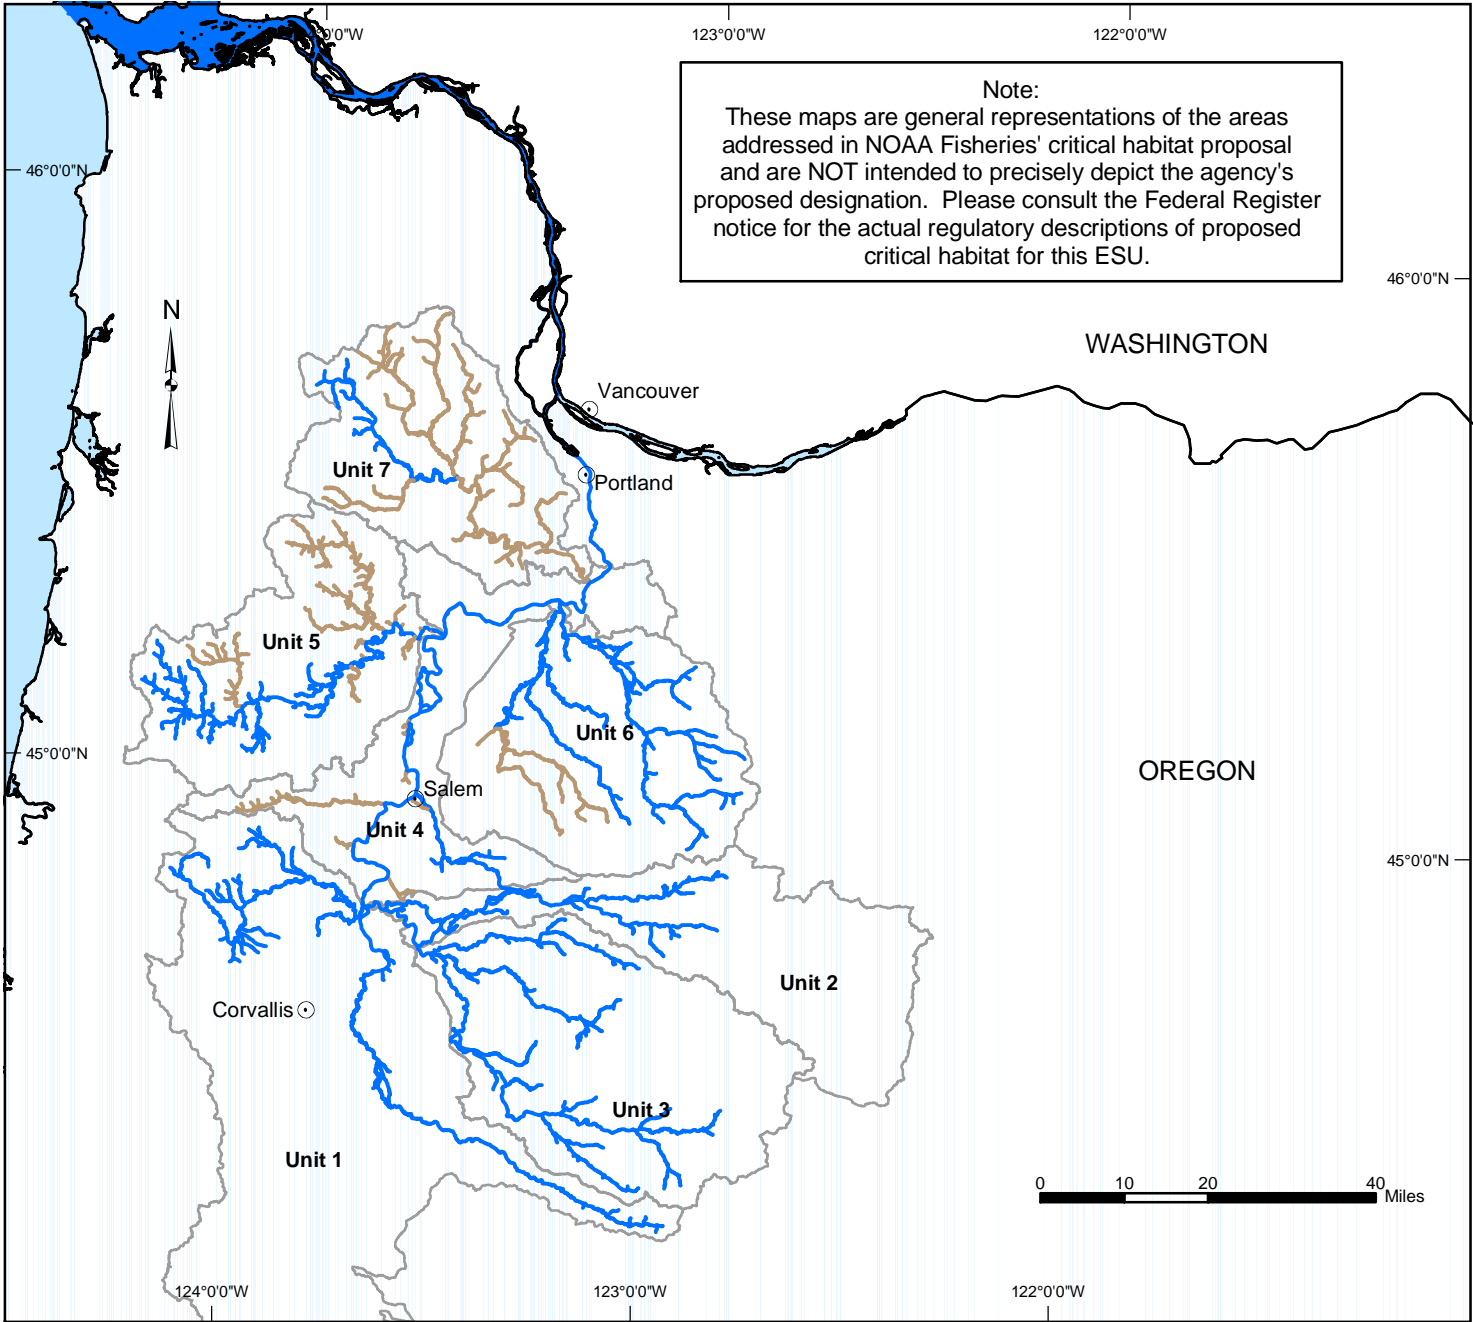 0'0"W
123°0'0"W
122°0'0"W
Note:
These maps are general representations of the areas
addressed in NOAA Fisheries' critical habitat proposal
and are NOT intended to precisely depict the agency's
proposed designation. Please consult the Federal Register
notice for the actual regulatory descriptions of proposed
critical habitat for this ESU.
46°0'0"N
46°0'0"N
N
WASHINGTON
Vancouver
Unit 7
Portland
Unit 5
Unit 6
45°0'0"N
OREGON
Salem
Unit 4
45°0'0"N
Unit 2
Corvallis
Unit 3
Unit 1
0
10
20
40
Miles
124°0'0"W
123°0'0"W
122°0'0"W